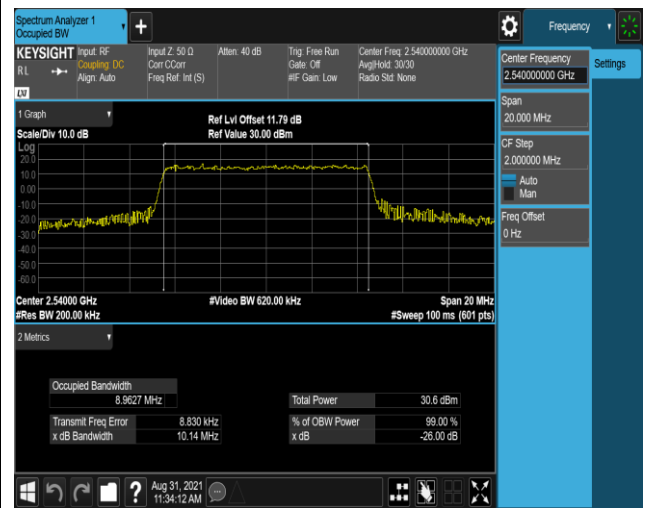 Spectrum Analyzer 1
Occupied BW
Frequency
KEYSIGHT
RL
LXI
Input: RF
Coupling: DC
Align: Auto
Input Z: 50 Ω
Corr CCorr
Freq Ref: Int (S)
Atten: 40 dB
Trig: Free Run
Gate: Off
#IF Gain: Low
Center Freq: 2.540000000 GHz
Avg|Hold: 30/30
Radio Std: None
Center Frequency
2.540000000 GHz
Settings
Span
20.000 MHz
CF Step
2.000000 MHz
Auto
Man
Freq Offset
0 Hz
1 Graph
Scale/Div 10.0 dB
Ref Lvl Offset 11.79 dB
Ref Value 30.00 dBm
Log
20.0
10.0
0.00
-10.0
-20.0
-30.0
-40.0
-50.0
-60.0
Center 2.54000 GHz
#Video BW 620.00 kHz
Span 20 MHz
#Res BW 200.00 kHz
#Sweep 100 ms (601 pts)
2 Metrics
Occupied Bandwidth
8.9627 MHz
Total Power 30.6 dBm
Transmit Freq Error 8.830 kHz
% of OBW Power 99.00 %
x dB Bandwidth 10.14 MHz
x dB -26.00 dB
?
Aug 31, 2021
11:34:12 AM